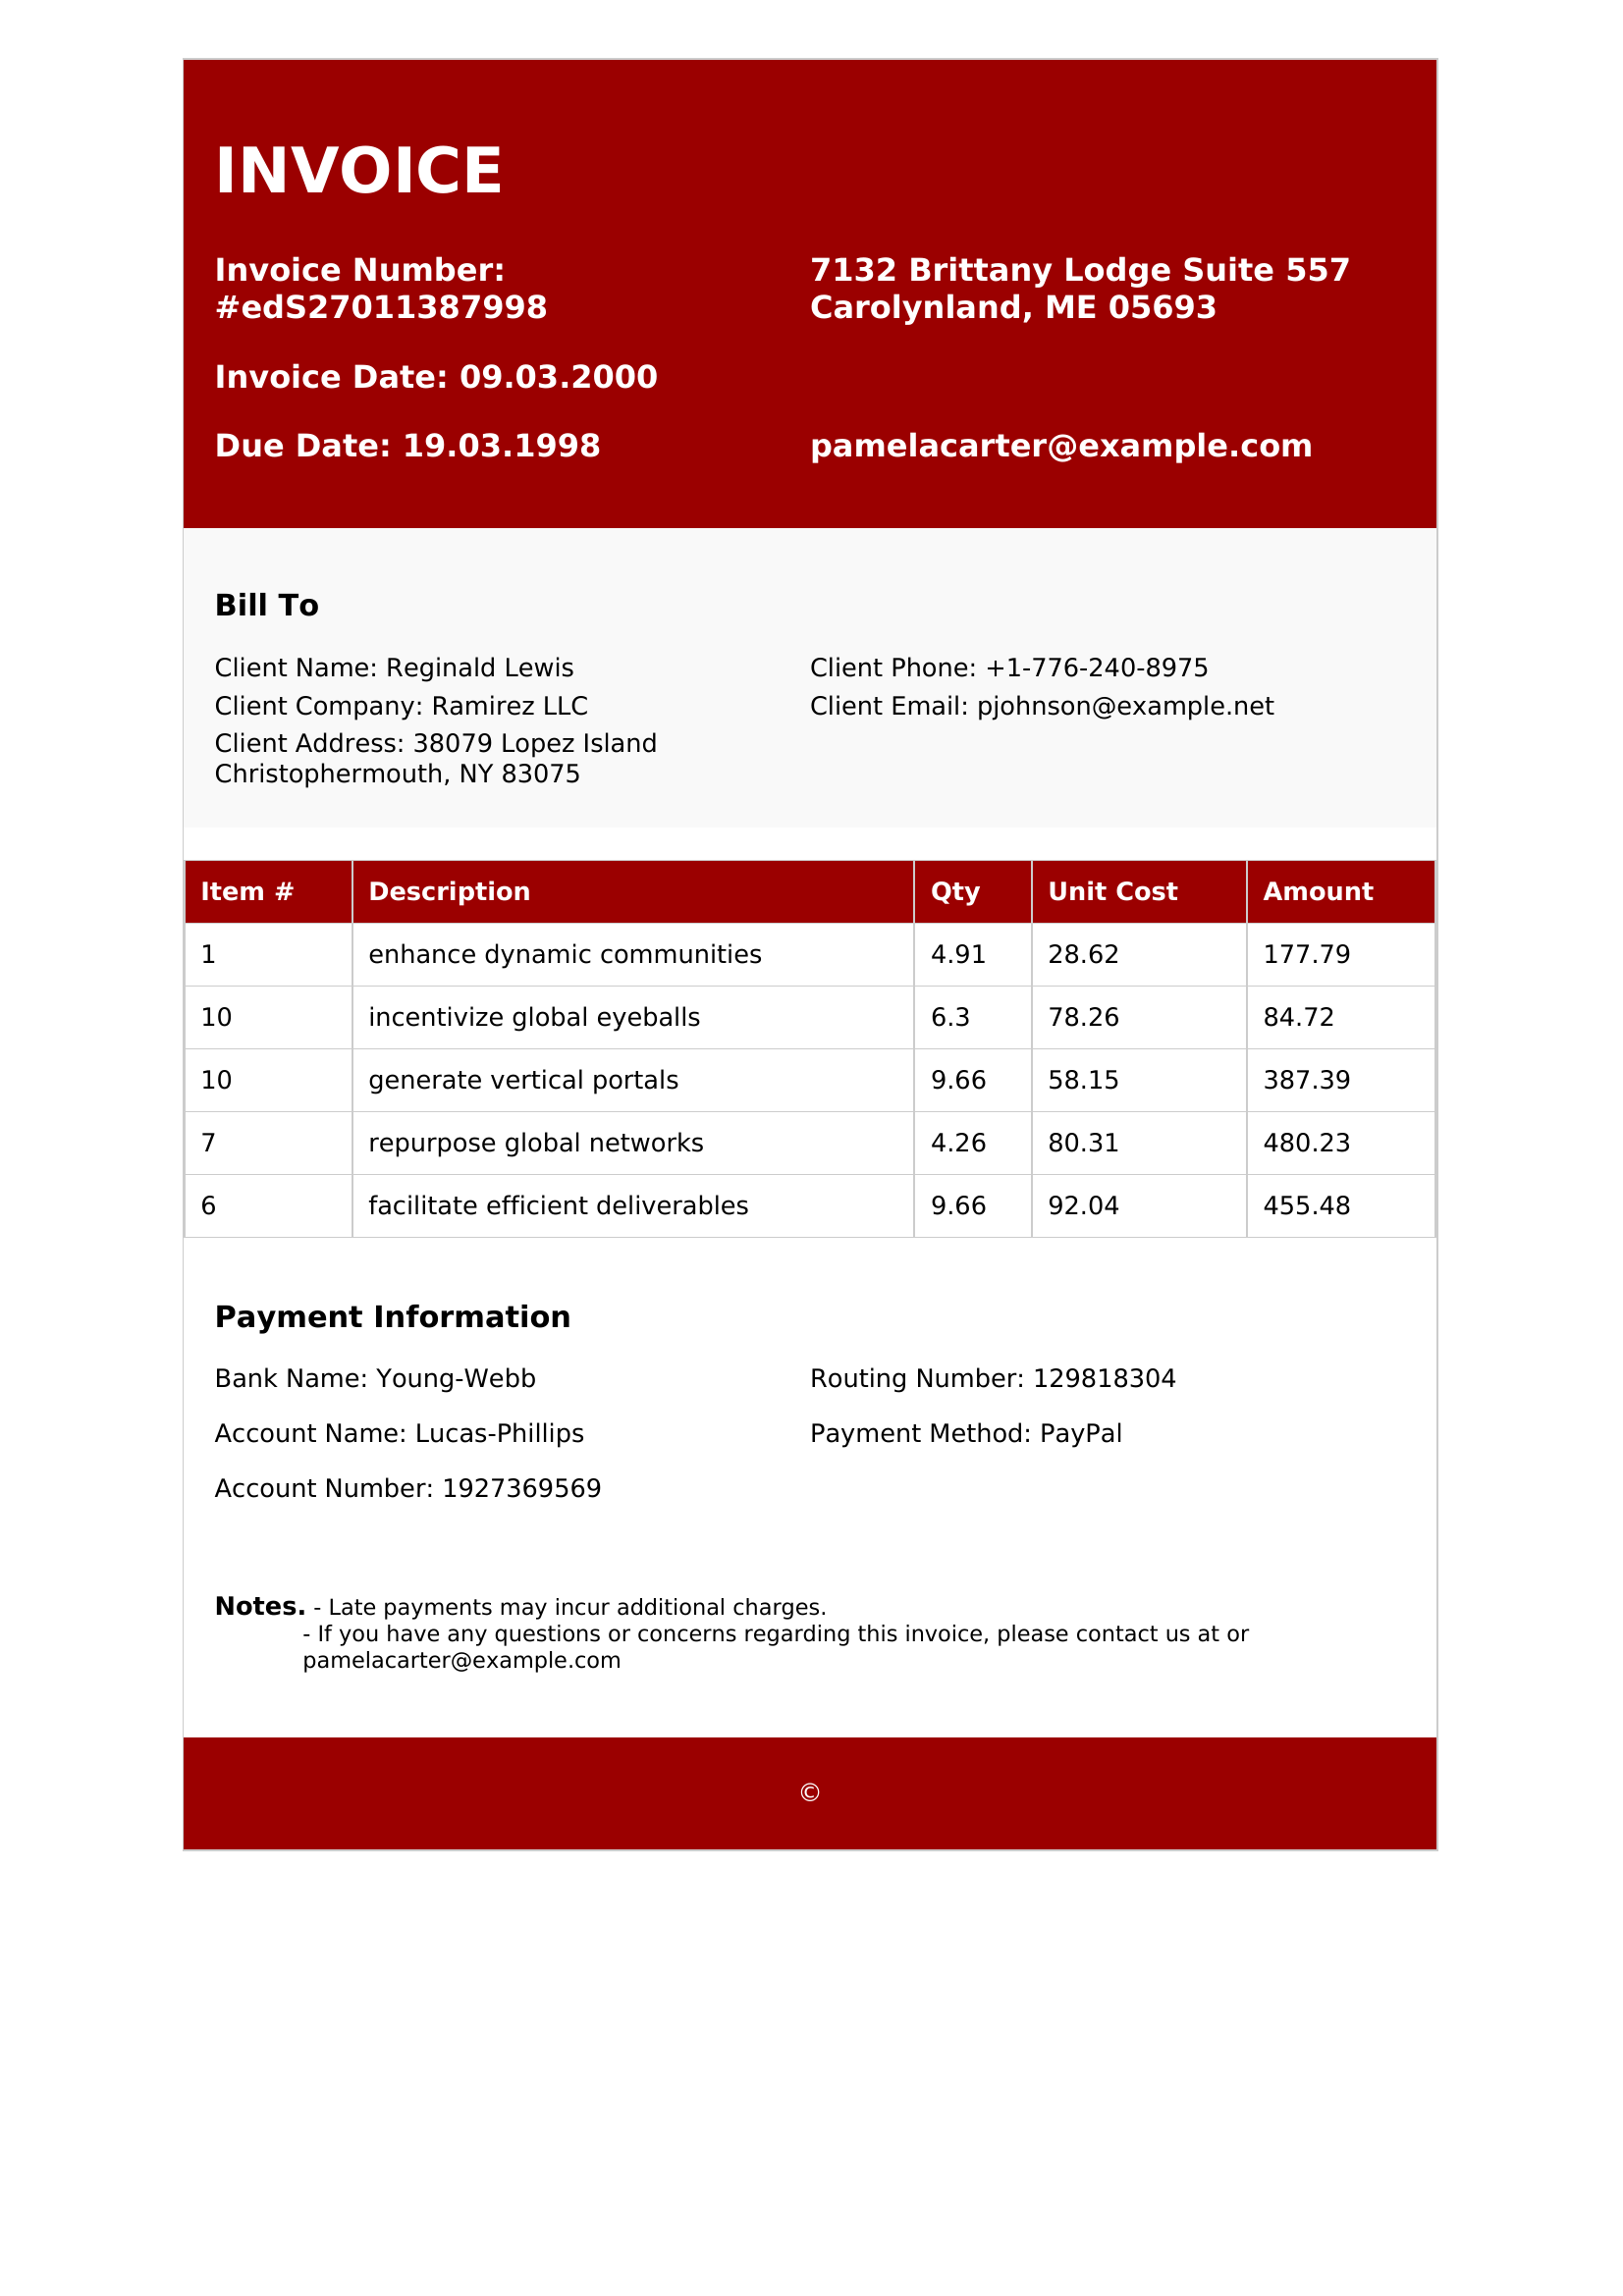 INVOICE
Invoice Number:
#edS27011387998
Invoice Date: 09.03.2000
Due Date: 19.03.1998
7132 Brittany Lodge Suite 557
Carolynland, ME 05693
pamelacarter@example.com
Bill To
Client Name: Reginald Lewis
Client Company: Ramirez LLC
Client Address: 38079 Lopez Island
Christophermouth, NY 83075
Client Phone: +1-776-240-8975
Client Email: pjohnson@example.net
Item # Description Qty Unit Cost Amount
1 enhance dynamic communities 4.91 28.62 177.79
10 incentivize global eyeballs 6.3 78.26 84.72
10 generate vertical portals 9.66 58.15 387.39
7 repurpose global networks 4.26 80.31 480.23
6 facilitate efficient deliverables 9.66 92.04 455.48
Payment Information
Bank Name: Young-Webb
Account Name: Lucas-Phillips
Account Number: 1927369569
Routing Number: 129818304
Payment Method: PayPal
Notes. - Late payments may incur additional charges.
- If you have any questions or concerns regarding this invoice, please contact us at or
pamelacarter@example.com
©